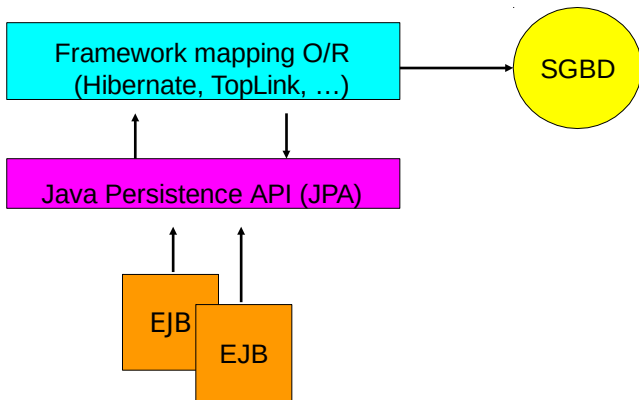 Framework mapping O/R
(Hibernate, TopLink, …)
SGBD
Java Persistence API (JPA)
EJB
EJB